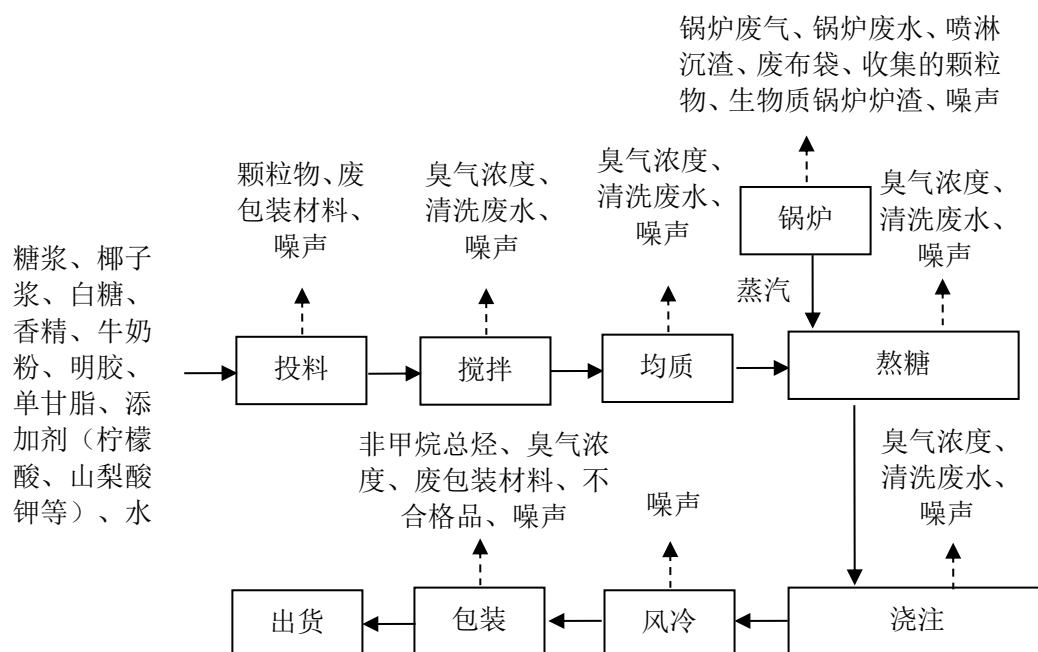 锅炉废气、锅炉废水、喷淋
沉渣、废布袋、收集的颗粒
物、生物质锅炉炉渣、噪声
颗粒物、废
包装材料、
噪声
臭气浓度、
清洗废水、
噪声
臭气浓度、
清洗废水、
噪声
锅炉
臭气浓度、
清洗废水、
噪声
蒸汽
糖浆、椰子
浆、白糖、
香精、牛奶
粉、明胶、
单甘脂、添
加剂（柠檬
酸、山梨酸
钾等）、水
投料
搅拌
均质
熬糖
非甲烷总烃、臭气浓
度、废包装材料、不
合格品、噪声
噪声
臭气浓度、
清洗废水、
噪声
出货
包装
风冷
浇注